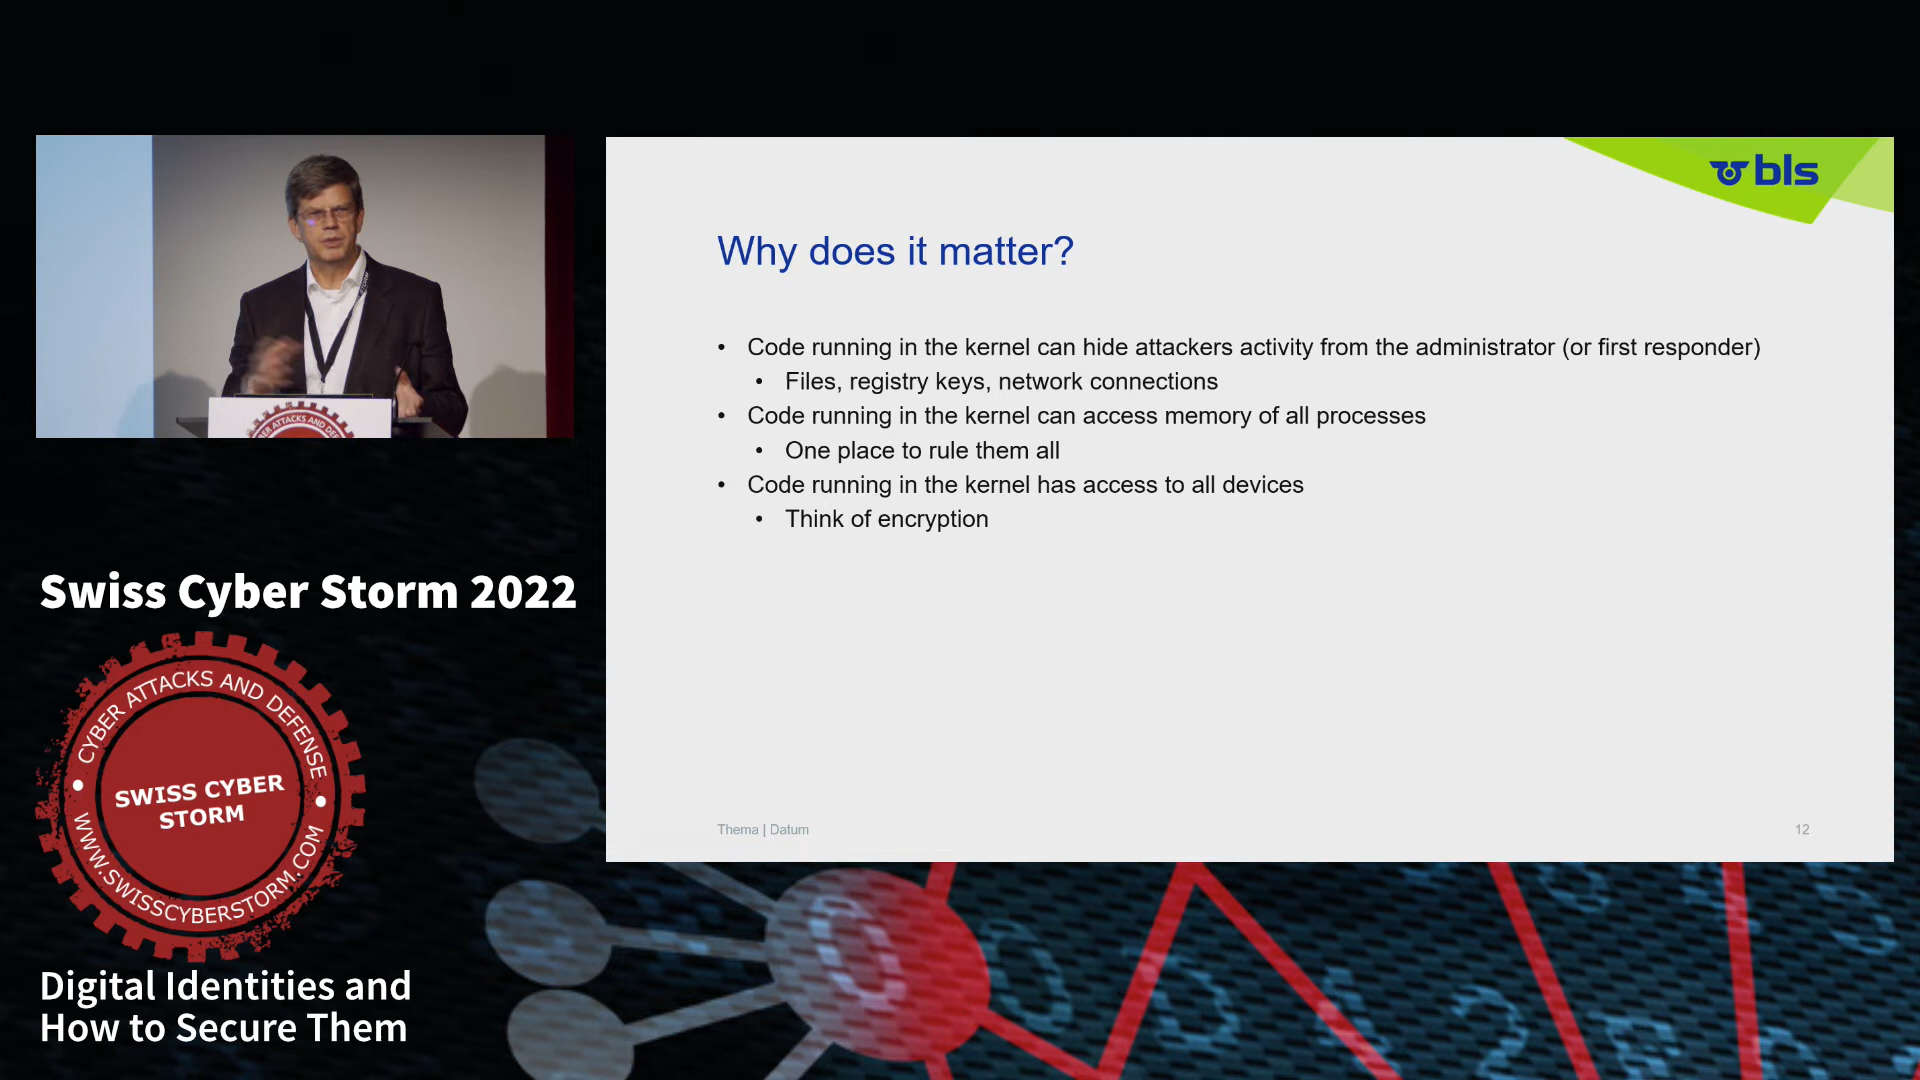 bls
Why does it matter?
• Code running in the kernel can hide attackers activity from the administrator (or first responder)
• Files, registry keys, network connections
• Code running in the kernel can access memory of all processes
• One place to rule them all
• Code running in the kernel has access to all devices
• Think of encryption
Thema | Datum
12
CYBER ATTACKS AND DE
Swiss Cyber Storm 2022
CYBER ATTACKS AND DEFENSE
SWISS CYBER
STORM
WWW.SWISSCYBERSTORM.COM
Digital Identities and
How to Secure Them